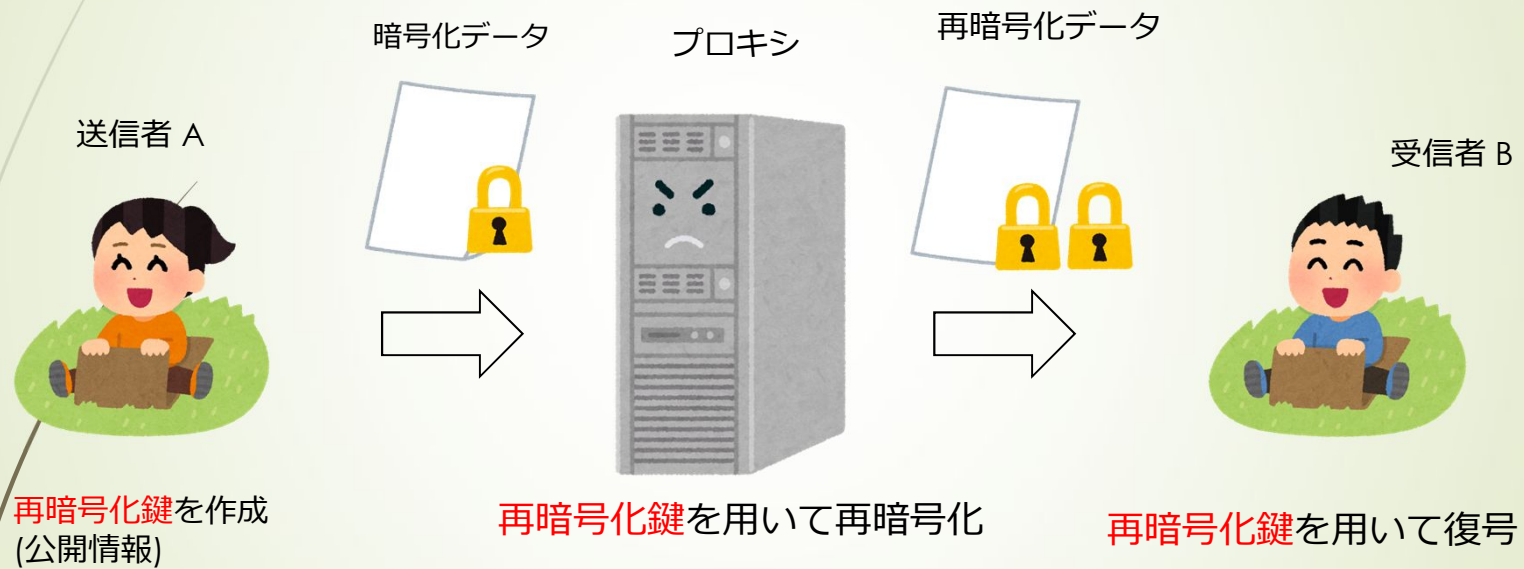 暗号化データ
プロキシ
再暗号化データ
送信者 A
受信者 B
再暗号化鍵を作成
(公開情報)
再暗号化鍵を用いて再暗号化
再暗号化鍵を用いて復号